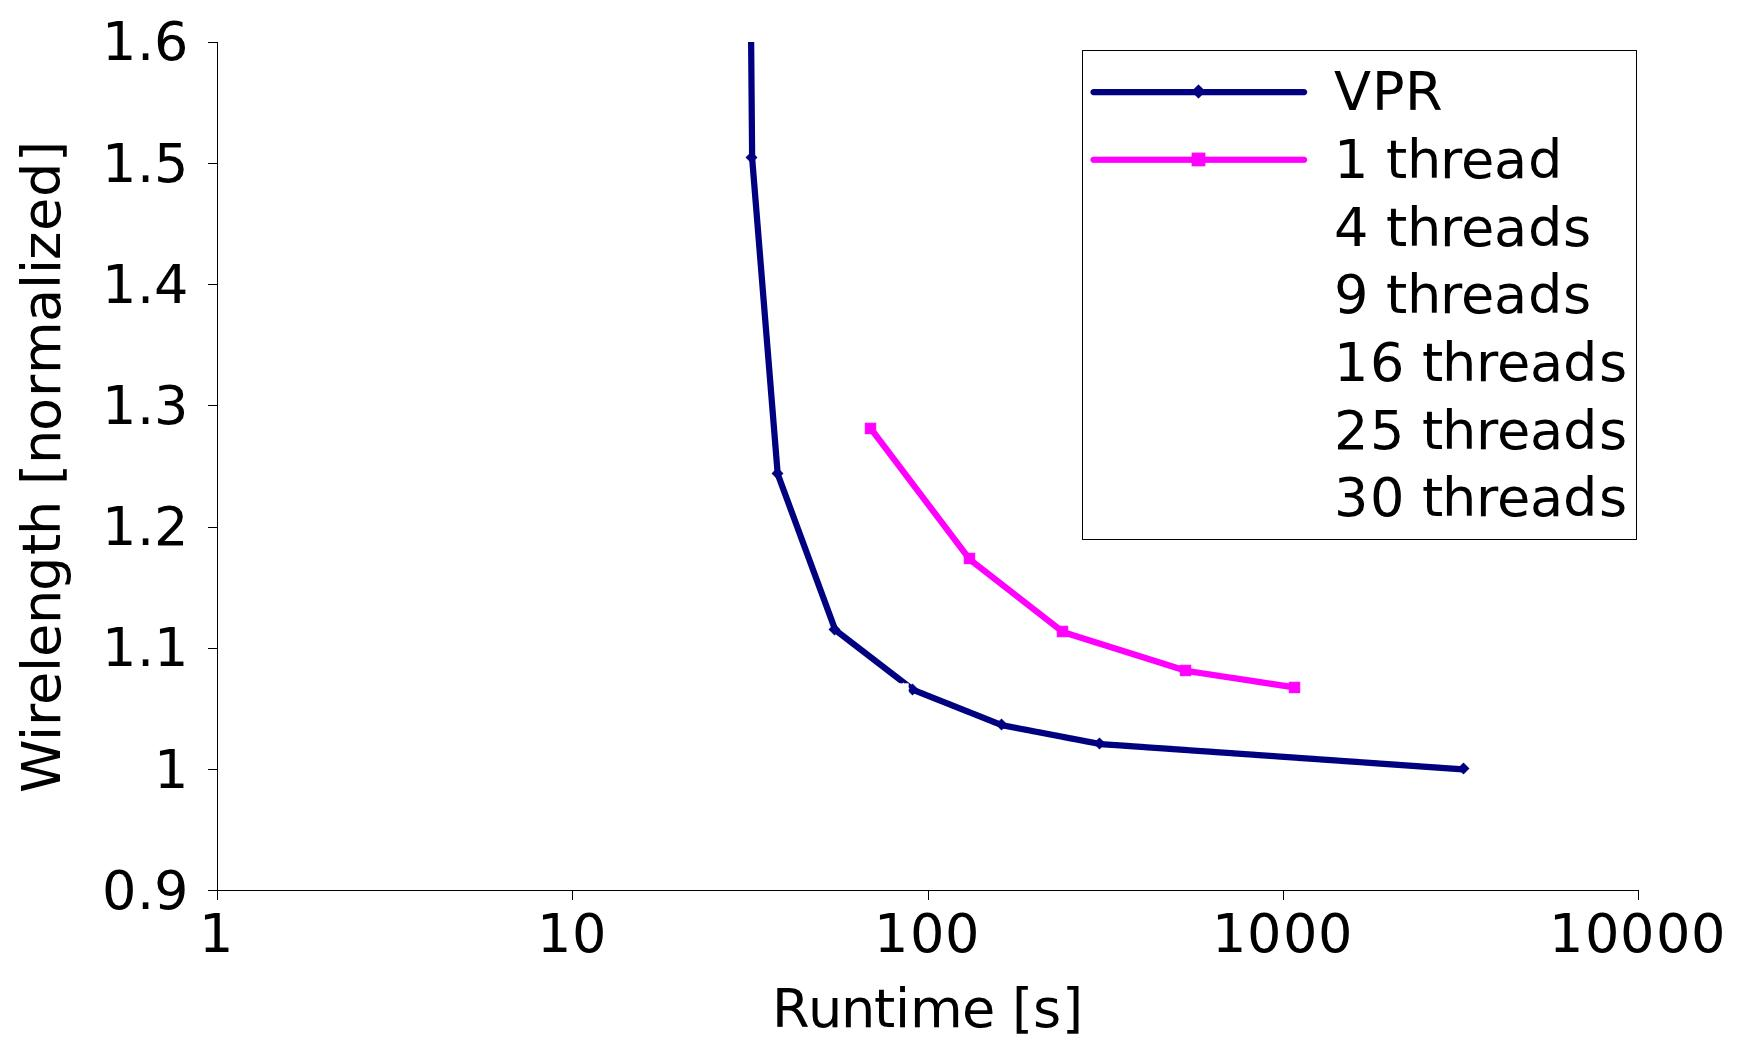 Wirelength [normalized]
1.6
1.5
1.4
1.3
1.2
1.1
1
0.9
1 10 100 1000 10000
Runtime [s]
VPR
1 thread
4 threads
9 threads
16 threads
25 threads
30 threads